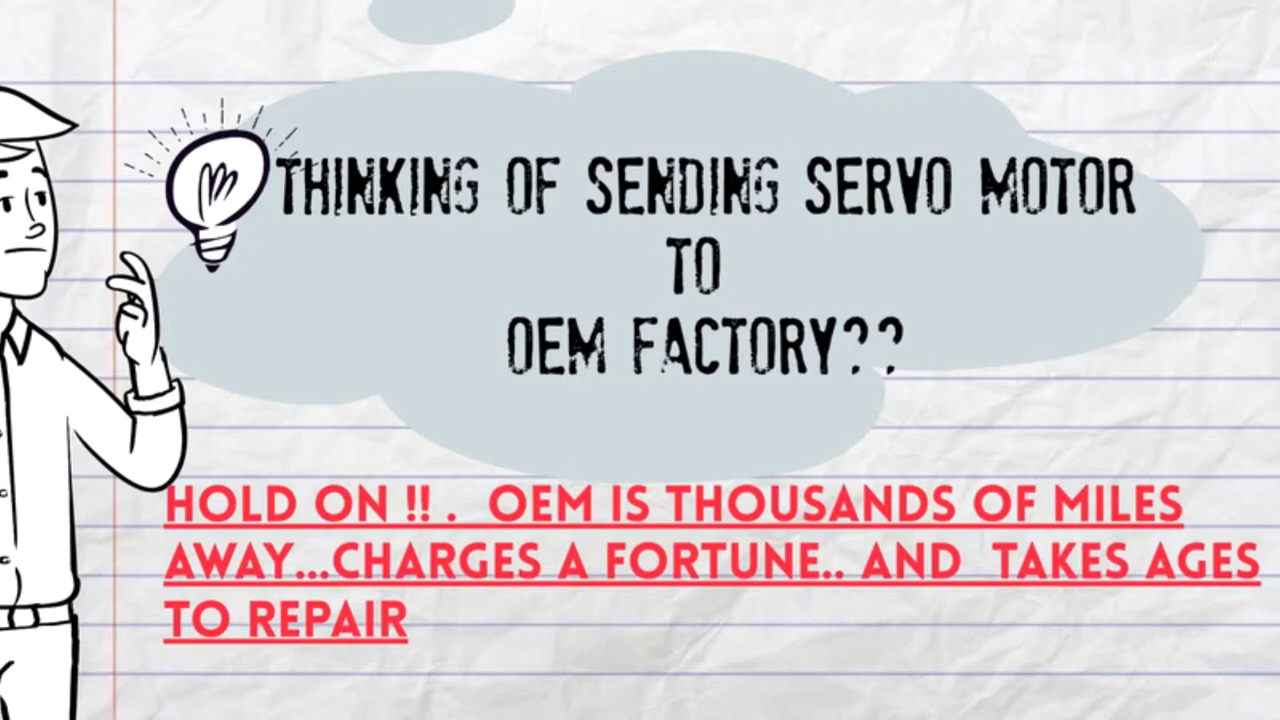 THINKING OF SENDING SERVO MOTOR
TO
OEM FACTORY??
HOLD ON !! .  OEM IS THOUSANDS OF MILES
AWAY...CHARGES A FORTUNE.. AND  TAKES AGES
TO REPAIR